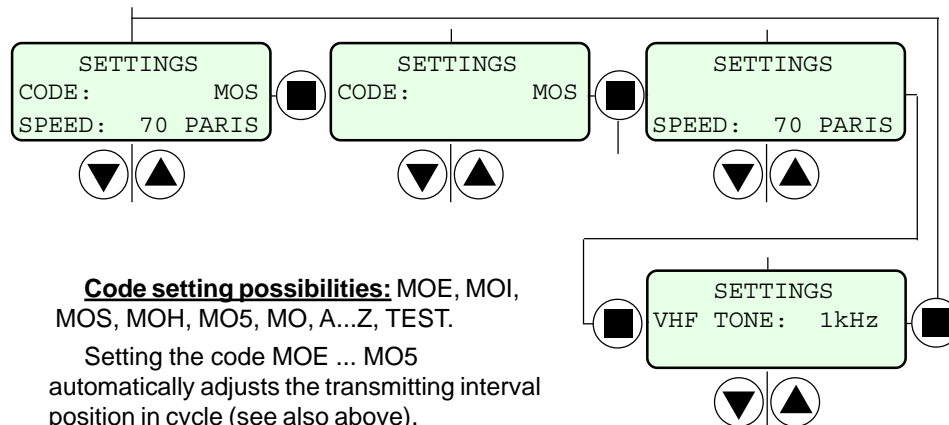 SETTINGS
CODE: MOS
SPEED: 70 PARIS
SETTINGS
CODE: MOS
SETTINGS
SPEED: 70 PARIS
SETTINGS
VHF TONE: 1kHz
Code setting possibilities: MOE, MOI,
MOS, MOH, MO5, MO, A...Z, TEST.
Setting the code MOE ... MO5
automatically adjusts the transmitting interval
position in cycle (see also above).